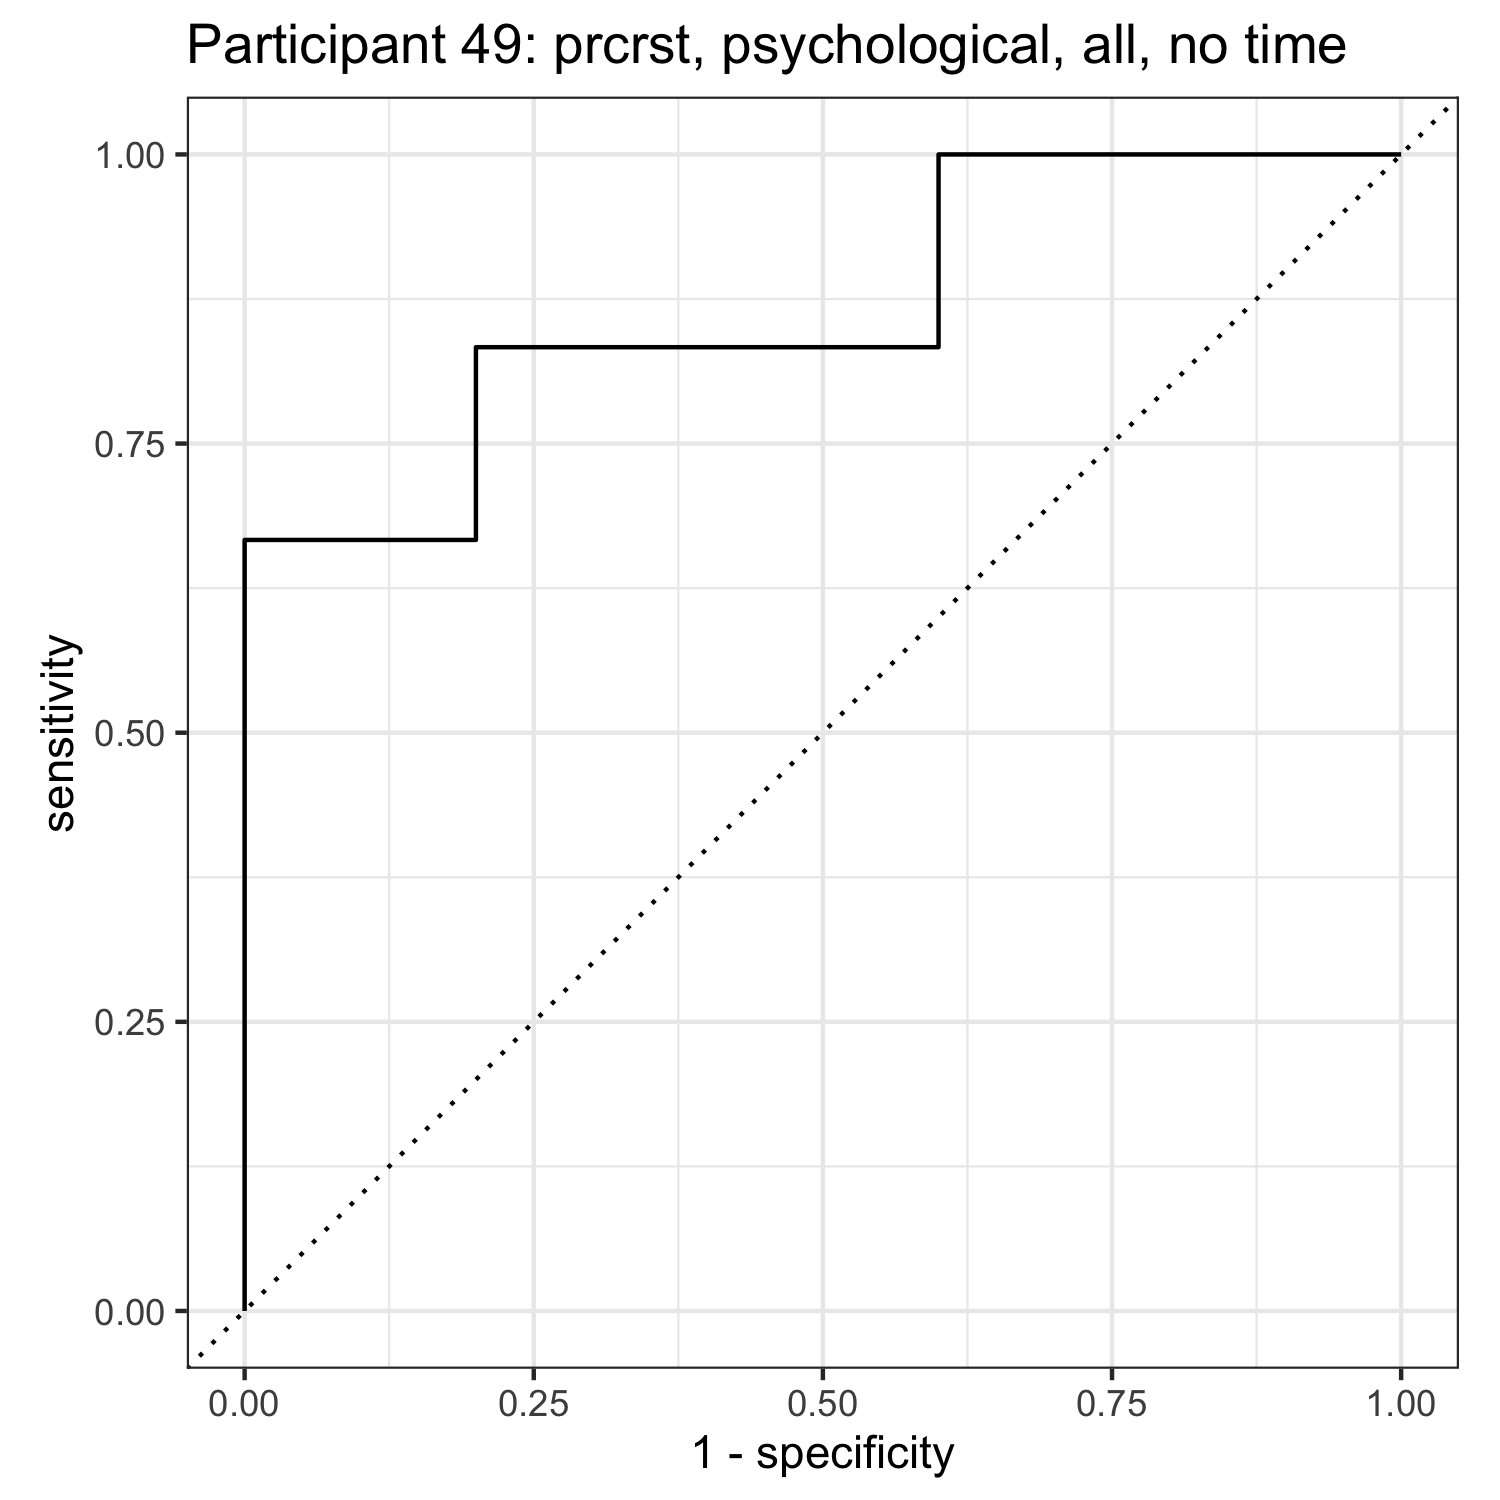 Participant 49: prcrst, psychological, all, no time
1.00
0.75
0.50
0.25
0.00
sensitivity
0.00 0.25 0.50 0.75 1.00
1 - specificity